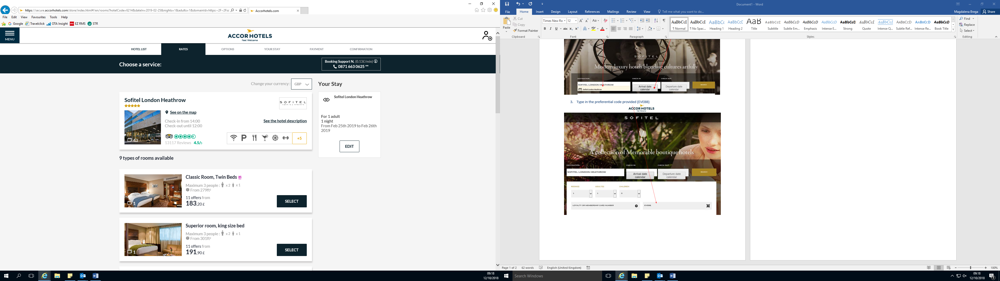 https://secure.accorhotels.com/store/index.html#/en/rooms?hotelCode=6214&dateIn=2019-02-25&nights=1&adults=1&domainId=https:~2F~2Fsc
Accorhotels.com
File Edit View Favourites Tools Help
Google Travelclick OTA Insight EZ RMS STR
MENU
ACCOR HOTELS
Feel Welcome
HOTEL LIST RATES OPTIONS YOUR STAY PAYMENT CONFIRMATION
Choose a service:
Booking Support N. (0.13£/min)
0871 663 0625 **
Change your currency : GBP
Your Stay
Sofitel London Heathrow
SOFITEL
See on the map
Check-in from 14:00
Check-out until 12:00
See the hotel description
43
13117 Reviews 4.5/5
+5
Sofitel London Heathrow
For 1 adult
1 night
From Feb 25th 2019 to Feb 26th
2019
EDIT
9 types of rooms available
Classic Room, Twin Beds
Maximum 3 people : x 2 x 1
From 279ft²
11 offers from
183,20 £
SELECT
1
Superior room, king size bed
Maximum 3 people : x 2 x 1
From 301ft²
11 offers from
191,90 £
SELECT
1
09:18
12/10/2018
Document1 - Word
File Home Insert Design Layout References Mailings Review View Tell me what you want to do...
Magdalena Brega Share
Paste
Cut
Copy
Format Painter
Clipboard
Times New Ro 12
Font
Paragraph
AaBbCcI AaBbCcI AaBbCc AaBbCcC AaB AaBbCcC AaBbCcD AaBbCcD AaBbCcD AaBbCcD AaBbCcI AaBbCcI AaBbCcD AaBbCcD AaBbCcD
¶ Normal ¶ No Spac... Heading 1 Heading 2 Title Subtitle Subtle Em... Emphasis Intense E... Strong Quote Intense Q... Subtle Ref... Intense Re... Book Title
Styles
Find
Replace
Select
Editing
SOFITEL
HOTELS & RESORTS
Modern luxury hotels blending cultures artfully
DESTINATION CHECK IN CHECK OUT
SOFITEL LONDON HEATHROW
Sofitel London Heathrow
Arrival date
calendar
Departure date
calendar
SEARCH
3. Type in the preferential code provided (EVEBB)
ACCOR HOTELS
Feel Welcome
SOFITEL
M
GALLERY
A collection of Memorable boutique hotels
DESTINATION CHECK IN CHECK OUT
SOFITEL LONDON HEATHROW
Arrival date
calendar
Departure date
calendar
SEARCH
ROOM(S) ADULT(S) CHILDREN
1 1 0
LOYALTY OR MEMBERSHIP CARD NUMBER
EVEBB
Page 1 of 2 62 words English (United Kingdom)
100%
Search Windows
09:18
12/10/2018